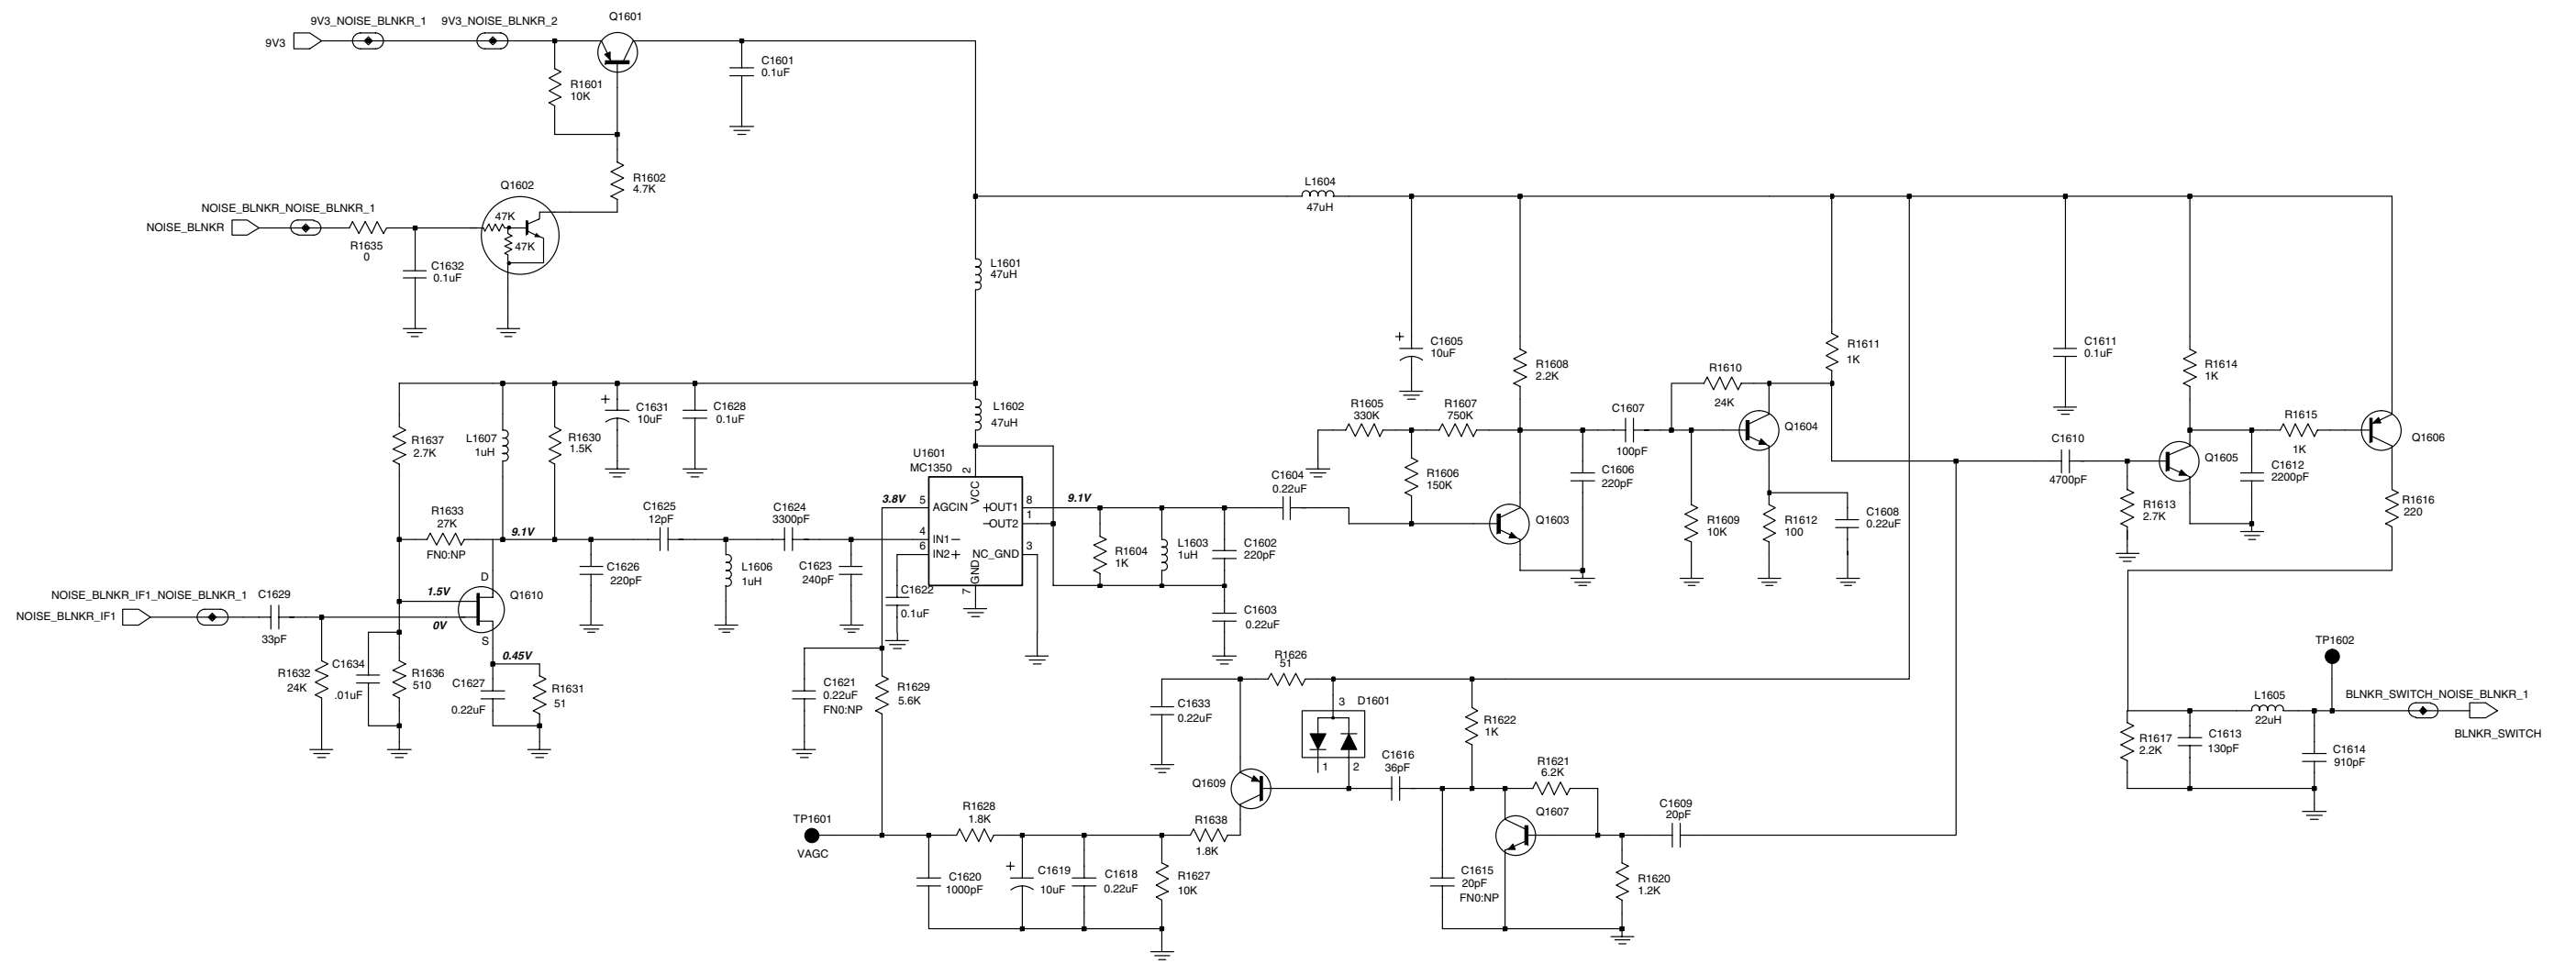 9V3_NOISE_BLNKR_1 9V3_NOISE_BLNKR_2 Q1601
9V3
C1601
0.1uF
R1601
10K
R1602
4.7K
Q1602
NOISE_BLNKR_NOISE_BLNKR_1
NOISE_BLNKR
R1635
0
47K
47K
C1632
0.1uF
L1601
47uH
L1604
47uH
C1605
10uF
+
R1608
2.2K
R1611
1K
C1611
0.1uF
R1614
1K
R1637
2.7K
L1607
1uH
R1630
1.5K
+
C1631
10uF
C1628
0.1uF
L1602
47uH
R1605
330K
R1607
750K
R1606
150K
C1607
100pF
R1610
24K
Q1604
C1606
220pF
C1610
4700pF
Q1605
R1615
1K
Q1606
C1612
2200pF
R1613
2.7K
R1616
220
U1601
MC1350
3.8V
5
AGCIN
VCC
2
+OUT1
8
9.1V
-OUT2
1
4
IN1-
6
IN2+
NC_GND
3
GND
7
R1633
27K
FN0:NP
9.1V
C1625
12pF
C1624
3300pF
C1626
220pF
L1606
1uH
C1623
240pF
C1622
0.1uF
R1604
1K
L1603
1uH
C1602
220pF
C1604
0.22uF
Q1603
C1603
0.22uF
R1609
10K
R1612
100
C1608
0.22uF
D
1.5V
Q1610
0V
S
0.45V
NOISE_BLNKR_IF1_NOISE_BLNKR_1
NOISE_BLNKR_IF1
C1629
33pF
R1632
24K
C1634
.01uF
R1636
510
C1627
0.22uF
R1631
51
C1621
0.22uF
FN0:NP
R1629
5.6K
R1626
51
C1633
0.22uF
3
D1601
1
2
R1622
1K
C1616
36pF
Q1609
R1621
6.2K
Q1607
C1609
20pF
TP1601
VAGC
R1628
1.8K
R1638
1.8K
C1620
1000pF
+
C1619
10uF
C1618
0.22uF
R1627
10K
C1615
20pF
FN0:NP
R1620
1.2K
TP1602
L1605
22uH
BLNKR_SWITCH_NOISE_BLNKR_1
BLNKR_SWITCH
R1617
2.2K
C1613
130pF
C1614
910pF